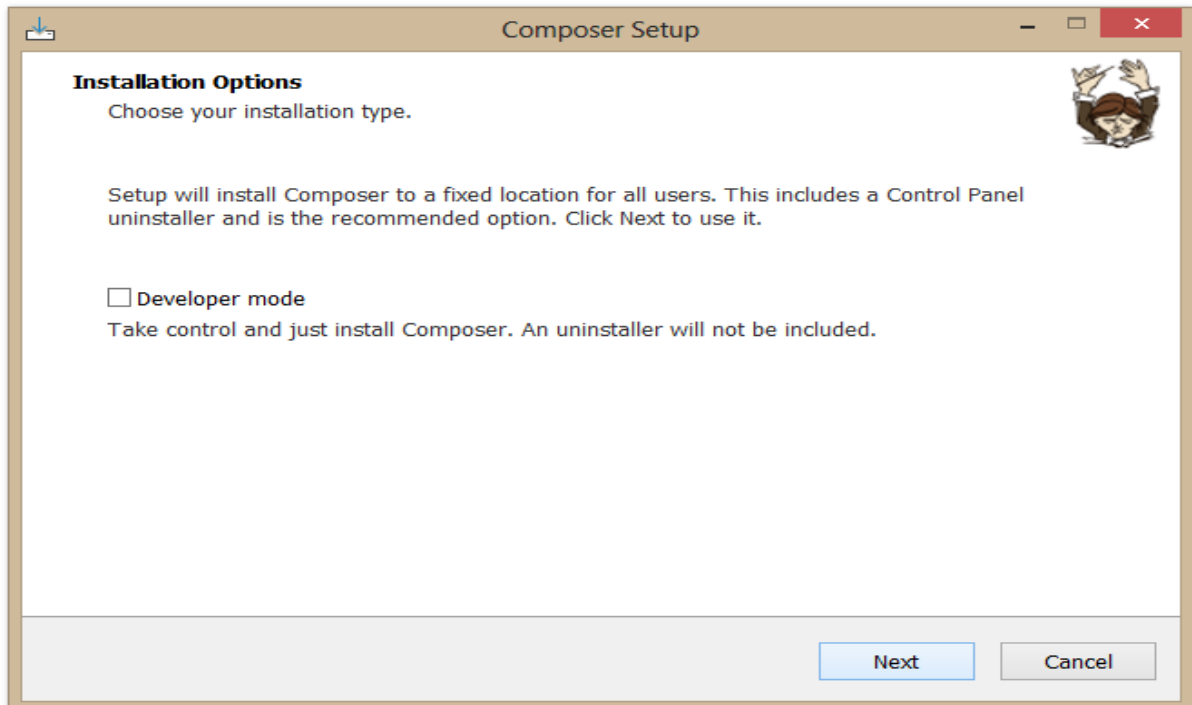 Composer Setup
Installation Options
Choose your installation type.
Setup will install Composer to a fixed location for all users. This includes a Control Panel
uninstaller and is the recommended option. Click Next to use it.
Developer mode
Take control and just install Composer. An uninstaller will not be included.
Next
Cancel